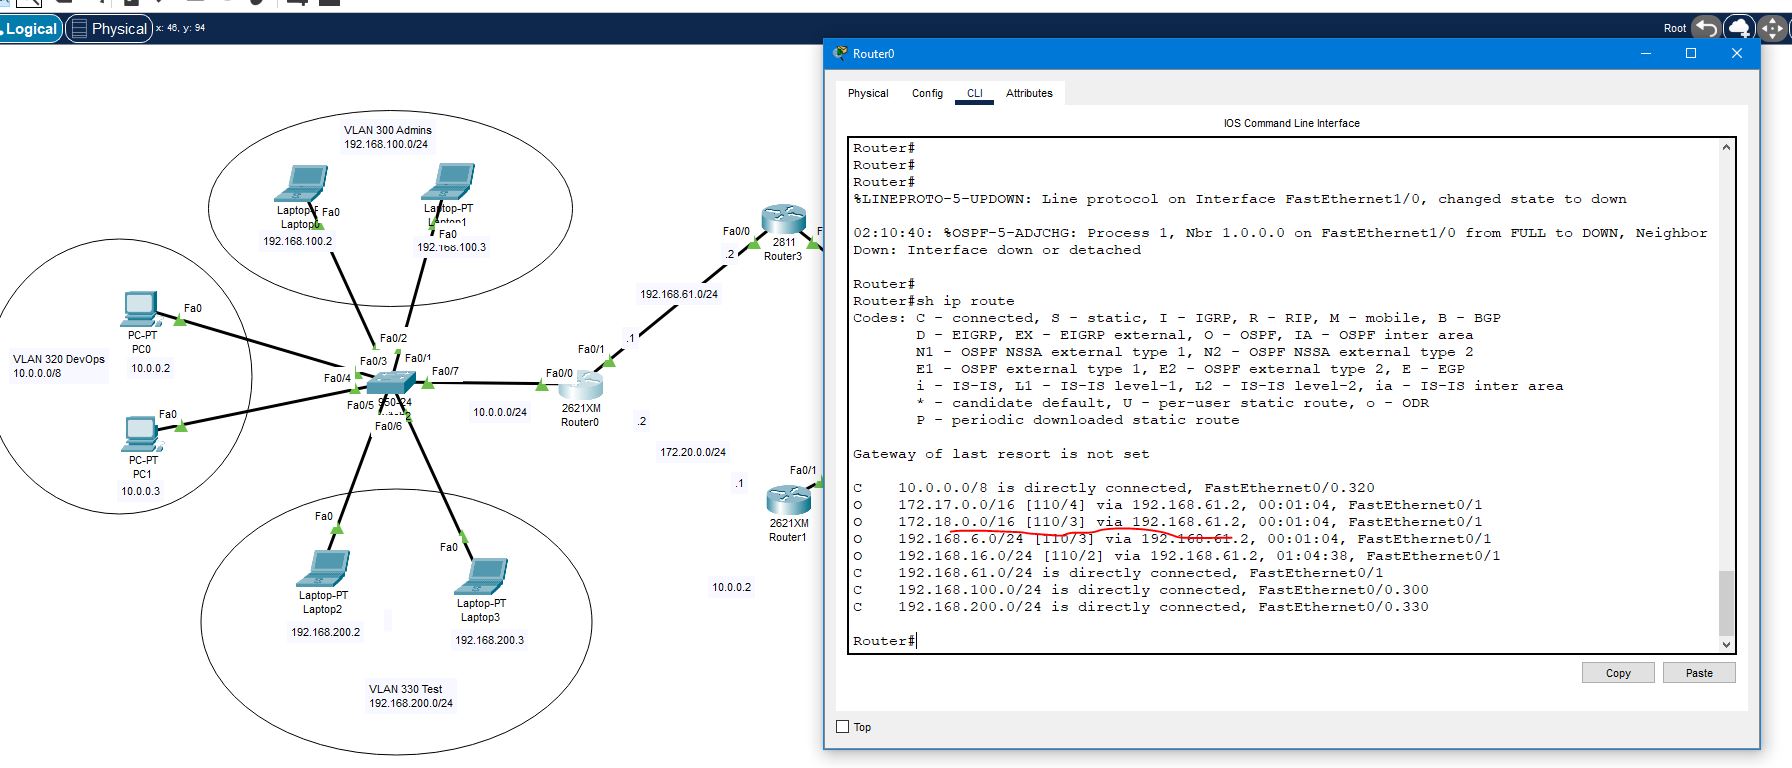 Logical Physical x: 46, y: 94 Root
VLAN 300 Admins
192.168.100.0/24
Fa0
Laptop0
192.168.100.2
Laptop-PT
Laptop1
Fa0
192.168.100.3
Fa0
PC-PT
PC0
10.0.0.2
VLAN 320 DevOps
10.0.0.0/8
Fa0
PC-PT
PC1
10.0.0.3
Fa0/2
Fa0/3
Fa0/1
Fa0/4
Fa0/7
Fa0/5
950-24
Fa0/6
10.0.0.0/24
Fa0/0
Fa0/1
.1
2621XM
Router0
192.168.61.0/24
Fa0/0
.2
2811
Router3
F
.2
172.20.0.0/24
.1
Fa0/1
2621XM
Router1
10.0.0.2
Fa0
Laptop-PT
Laptop2
192.168.200.2
Fa0
Laptop-PT
Laptop3
192.168.200.3
VLAN 330 Test
192.168.200.0/24
Router0
Physical Config CLI Attributes
IOS Command Line Interface
Router#
Router#
Router#
%LINEPROTO-5-UPDOWN: Line protocol on Interface FastEthernet1/0, changed state to down
02:10:40: %OSPF-5-ADJCHG: Process 1, Nbr 1.0.0.0 on FastEthernet1/0 from FULL to DOWN, Neighbor
Down: Interface down or detached
Router#
Router#sh ip route
Codes: C - connected, S - static, I - IGRP, R - RIP, M - mobile, B - BGP
D - EIGRP, EX - EIGRP external, O - OSPF, IA - OSPF inter area
N1 - OSPF NSSA external type 1, N2 - OSPF NSSA external type 2
E1 - OSPF external type 1, E2 - OSPF external type 2, E - EGP
i - IS-IS, L1 - IS-IS level-1, L2 - IS-IS level-2, ia - IS-IS inter area
* - candidate default, U - per-user static route, o - ODR
P - periodic downloaded static route
Gateway of last resort is not set
C 10.0.0.0/8 is directly connected, FastEthernet0/0.320
O 172.17.0.0/16 [110/4] via 192.168.61.2, 00:01:04, FastEthernet0/1
O 172.18.0.0/16 [110/3] via 192.168.61.2, 00:01:04, FastEthernet0/1
O 192.168.6.0/24 [110/3] via 192.168.61.2, 00:01:04, FastEthernet0/1
O 192.168.16.0/24 [110/2] via 192.168.61.2, 01:04:38, FastEthernet0/1
C 192.168.61.0/24 is directly connected, FastEthernet0/1
C 192.168.100.0/24 is directly connected, FastEthernet0/0.300
C 192.168.200.0/24 is directly connected, FastEthernet0/0.330
Router#
Copy Paste
Top